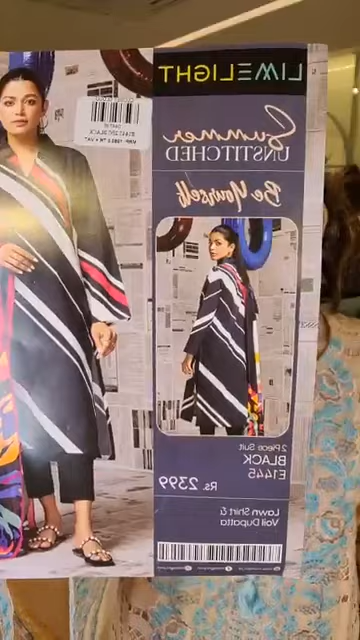 LIMELIGHT
Summer
UNSTITCHED
Be Yourself
2 Piece Suit
BLACK
E1445
Rs. 2399
Lawn Shirt &
Voil Dupatta